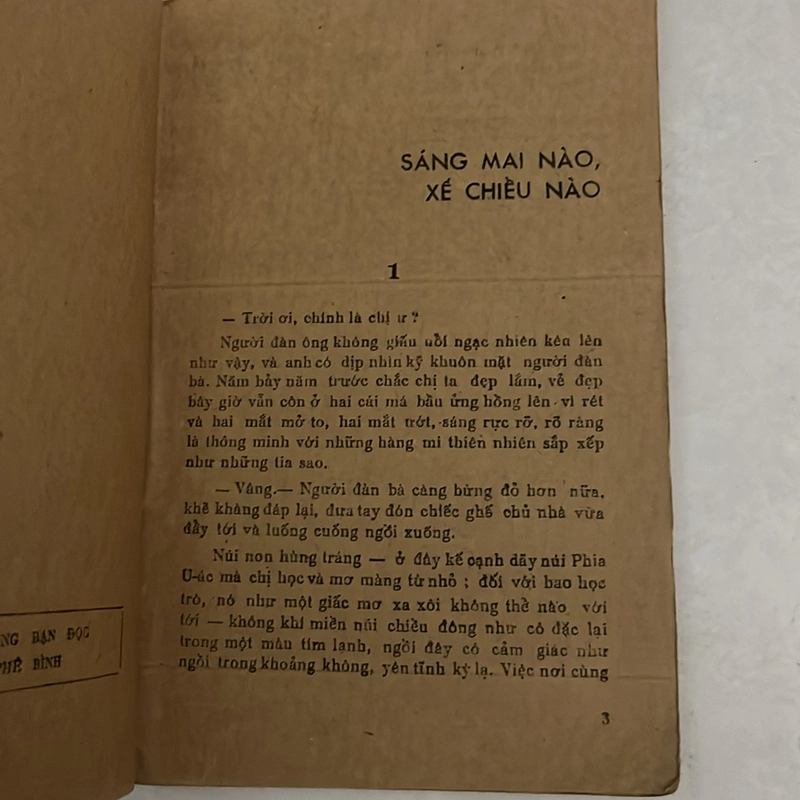 SÁNG MAI NÀO,
XẾ CHIỀU NÀO
1
— Trời ơi, chính là chị ư ?
Người đàn ông không giấu nỗi ngạc nhiên kêu lên
như vậy, và anh có dịp nhìn kỹ khuôn mặt người đàn
bà. Năm bảy năm trước chắc chị ta đẹp lắm, vẻ đẹp
bây giờ vẫn còn ở hai cái má bầu ửng hồng lên vì rét
và hai mắt mở to, hai mắt trớt, sáng rực rỡ, rõ ràng
là thông minh với những hàng mi thiên nhiên sắp xếp
như những tia sao.
— Vâng.— Người đàn bà càng bừng đỏ hơn nữa,
khẽ khàng đáp lại, đưa tay đón chiếc ghế chủ nhà vừa
đẩy tới và luống cuống ngồi xuống.
Núi non hùng tráng — ở đây kế cạnh dãy núi Phia
U-ác mà chị học và mơ màng từ nhỏ ; đối với bao học
trò, nó như một giấc mơ xa xôi không thể nào với
tới — không khí miền núi chiều đông như cô đặc lại
trong một màu tím lạnh, ngồi đây có cảm giác như
ngồi trong khoảng không, yên tĩnh kỳ lạ. Việc nơi cùng
3
NG BẠN ĐỌC
PHÊ BÌNH